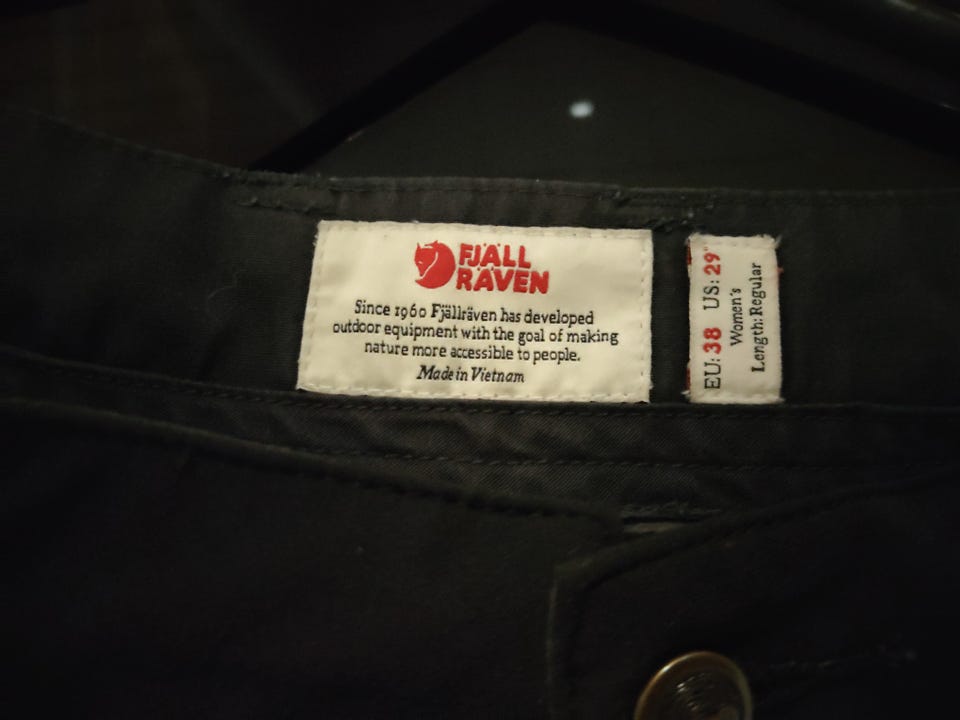 FJÄLL
RÄVEN
Since 1960 Fjällräven has developed
outdoor equipment with the goal of making
nature more accessible to people.
Made in Vietnam
EU: 38 US: 29"
Women's
Length: Regular